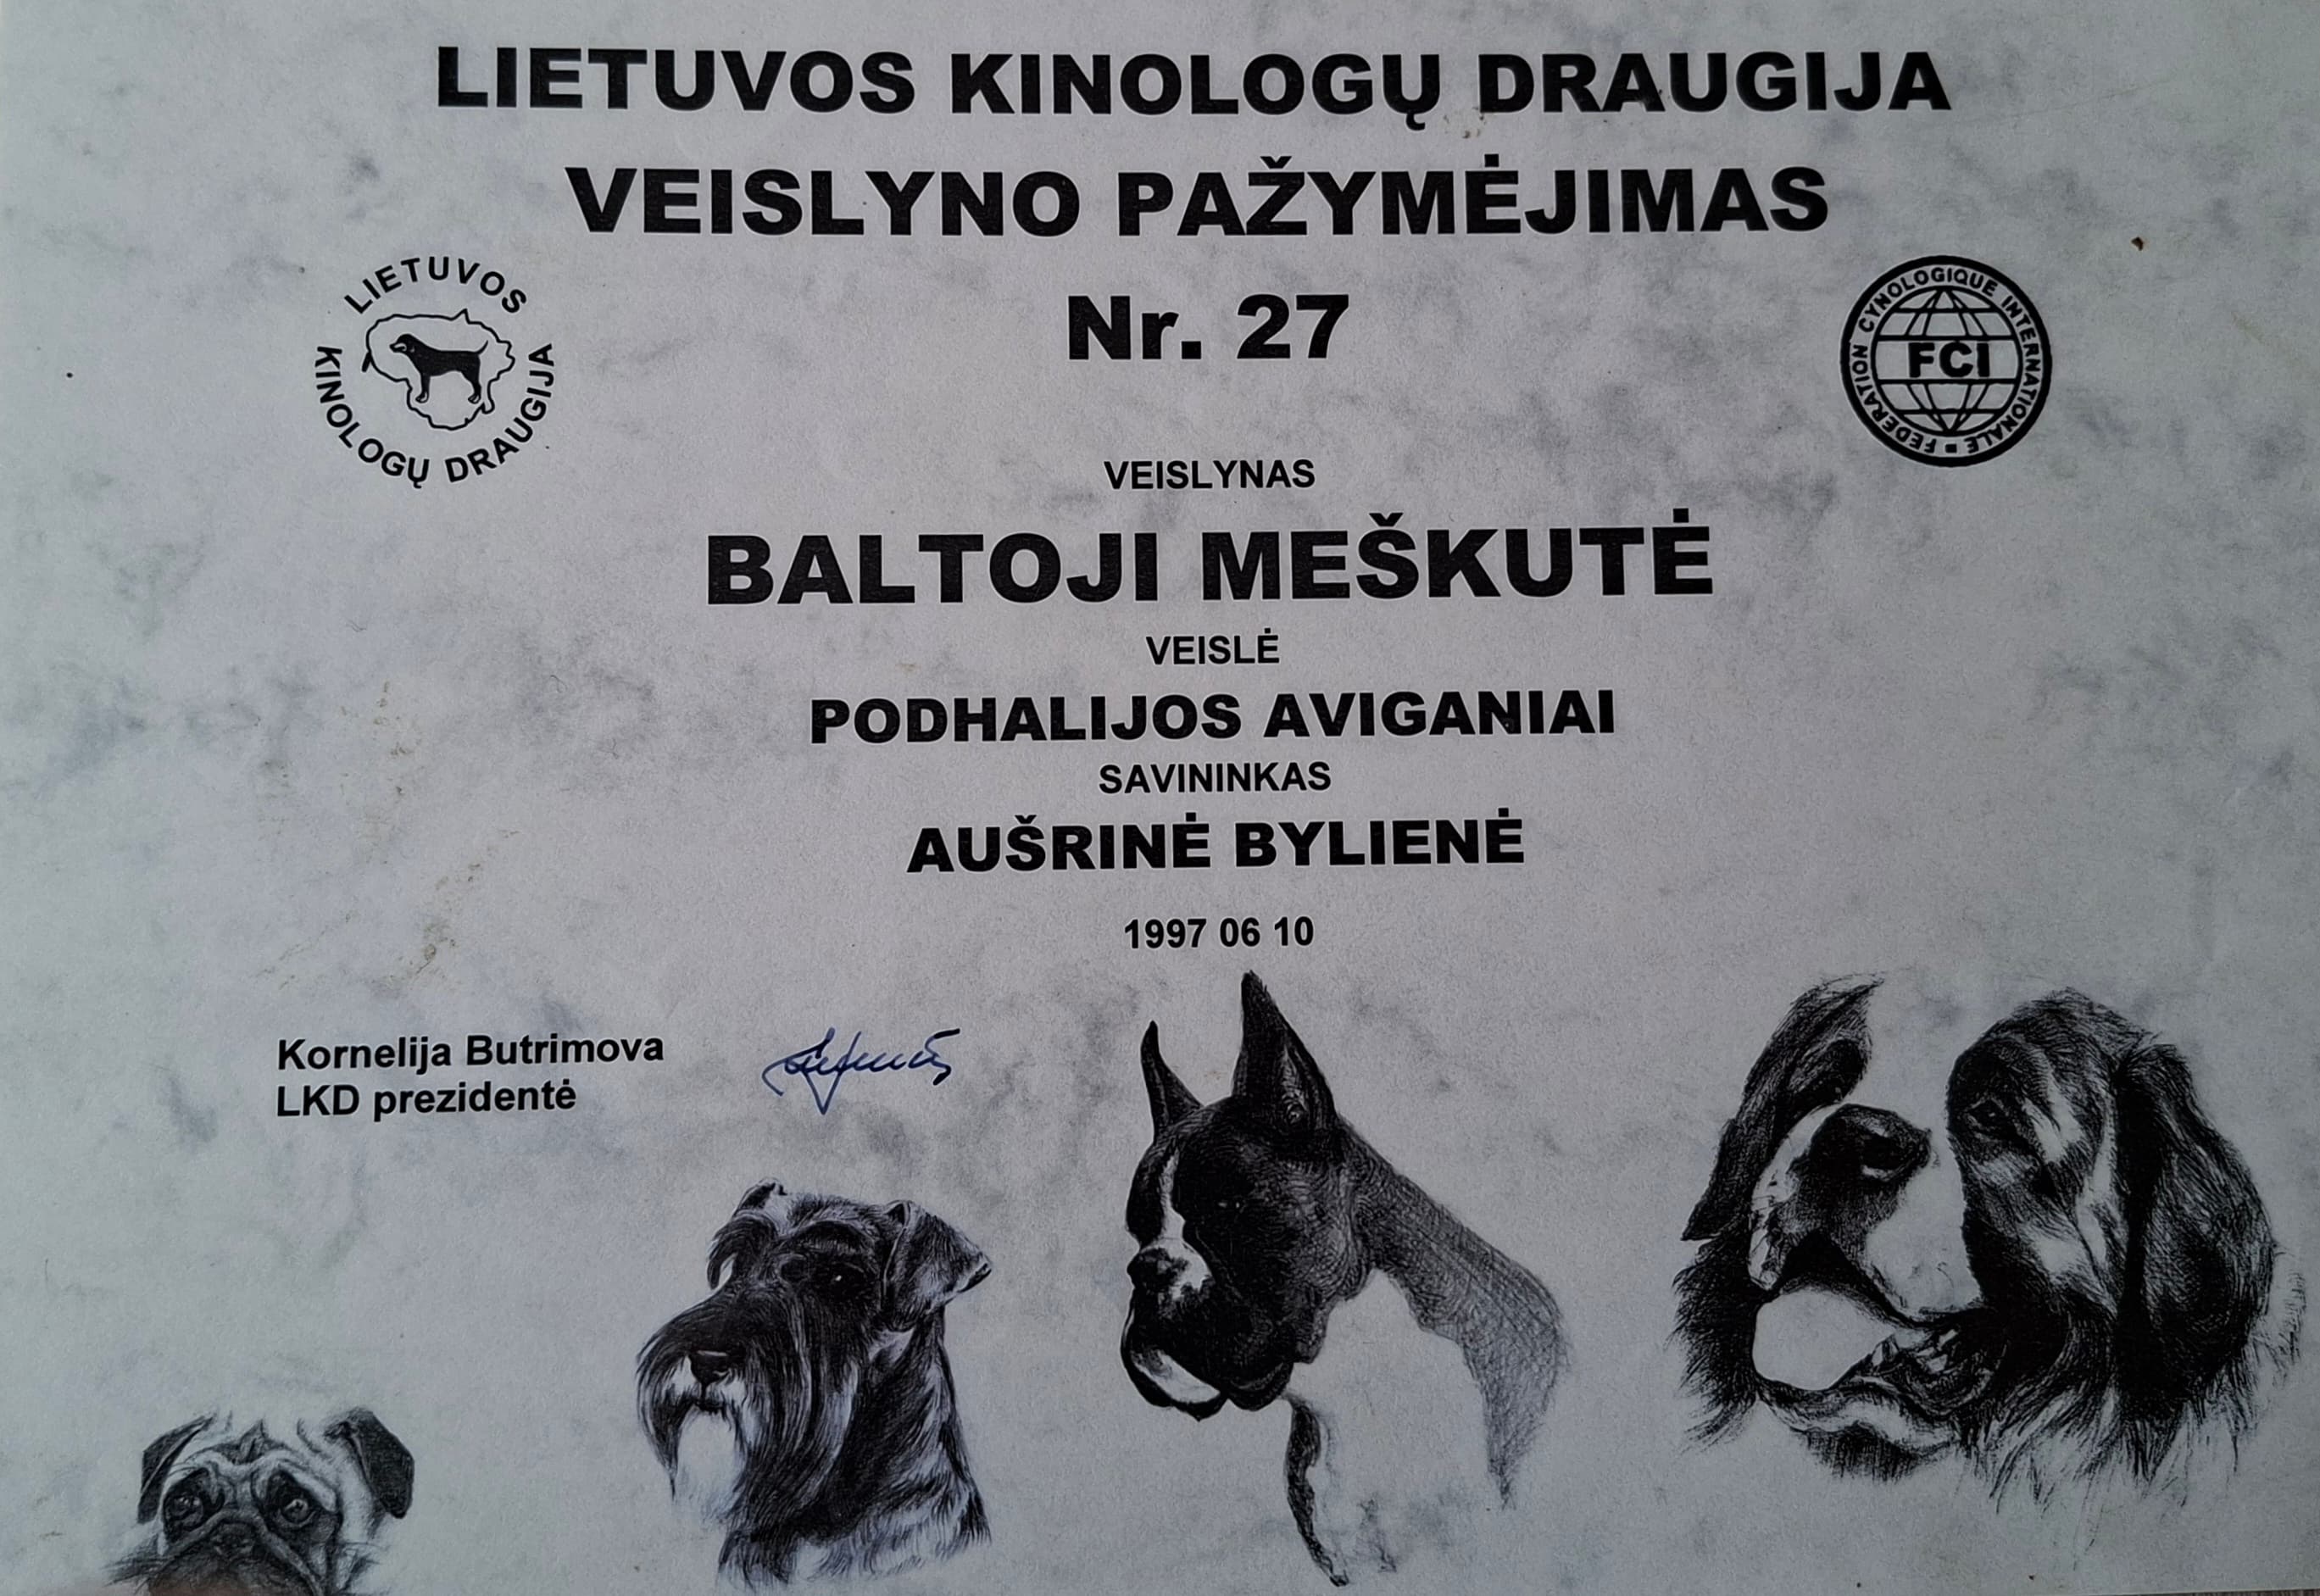 LIETUVOS KINOLOGŲ DRAUGIJA
VEISLYNO PAŽYMĖJIMAS
Nr. 27
LIETUVOS
KINOLOGŲ DRAUGIJA
FEDERATION CYNOLOGIQUE INTERNATIONALE
FCI
VEISLYNAS
BALTOJI MEŠKUTĖ
VEISLĖ
PODHALIJOS AVIGANIAI
SAVININKAS
AUŠRINĖ BYLIENĖ
1997 06 10
Kornelija Butrimova
LKD prezidentė